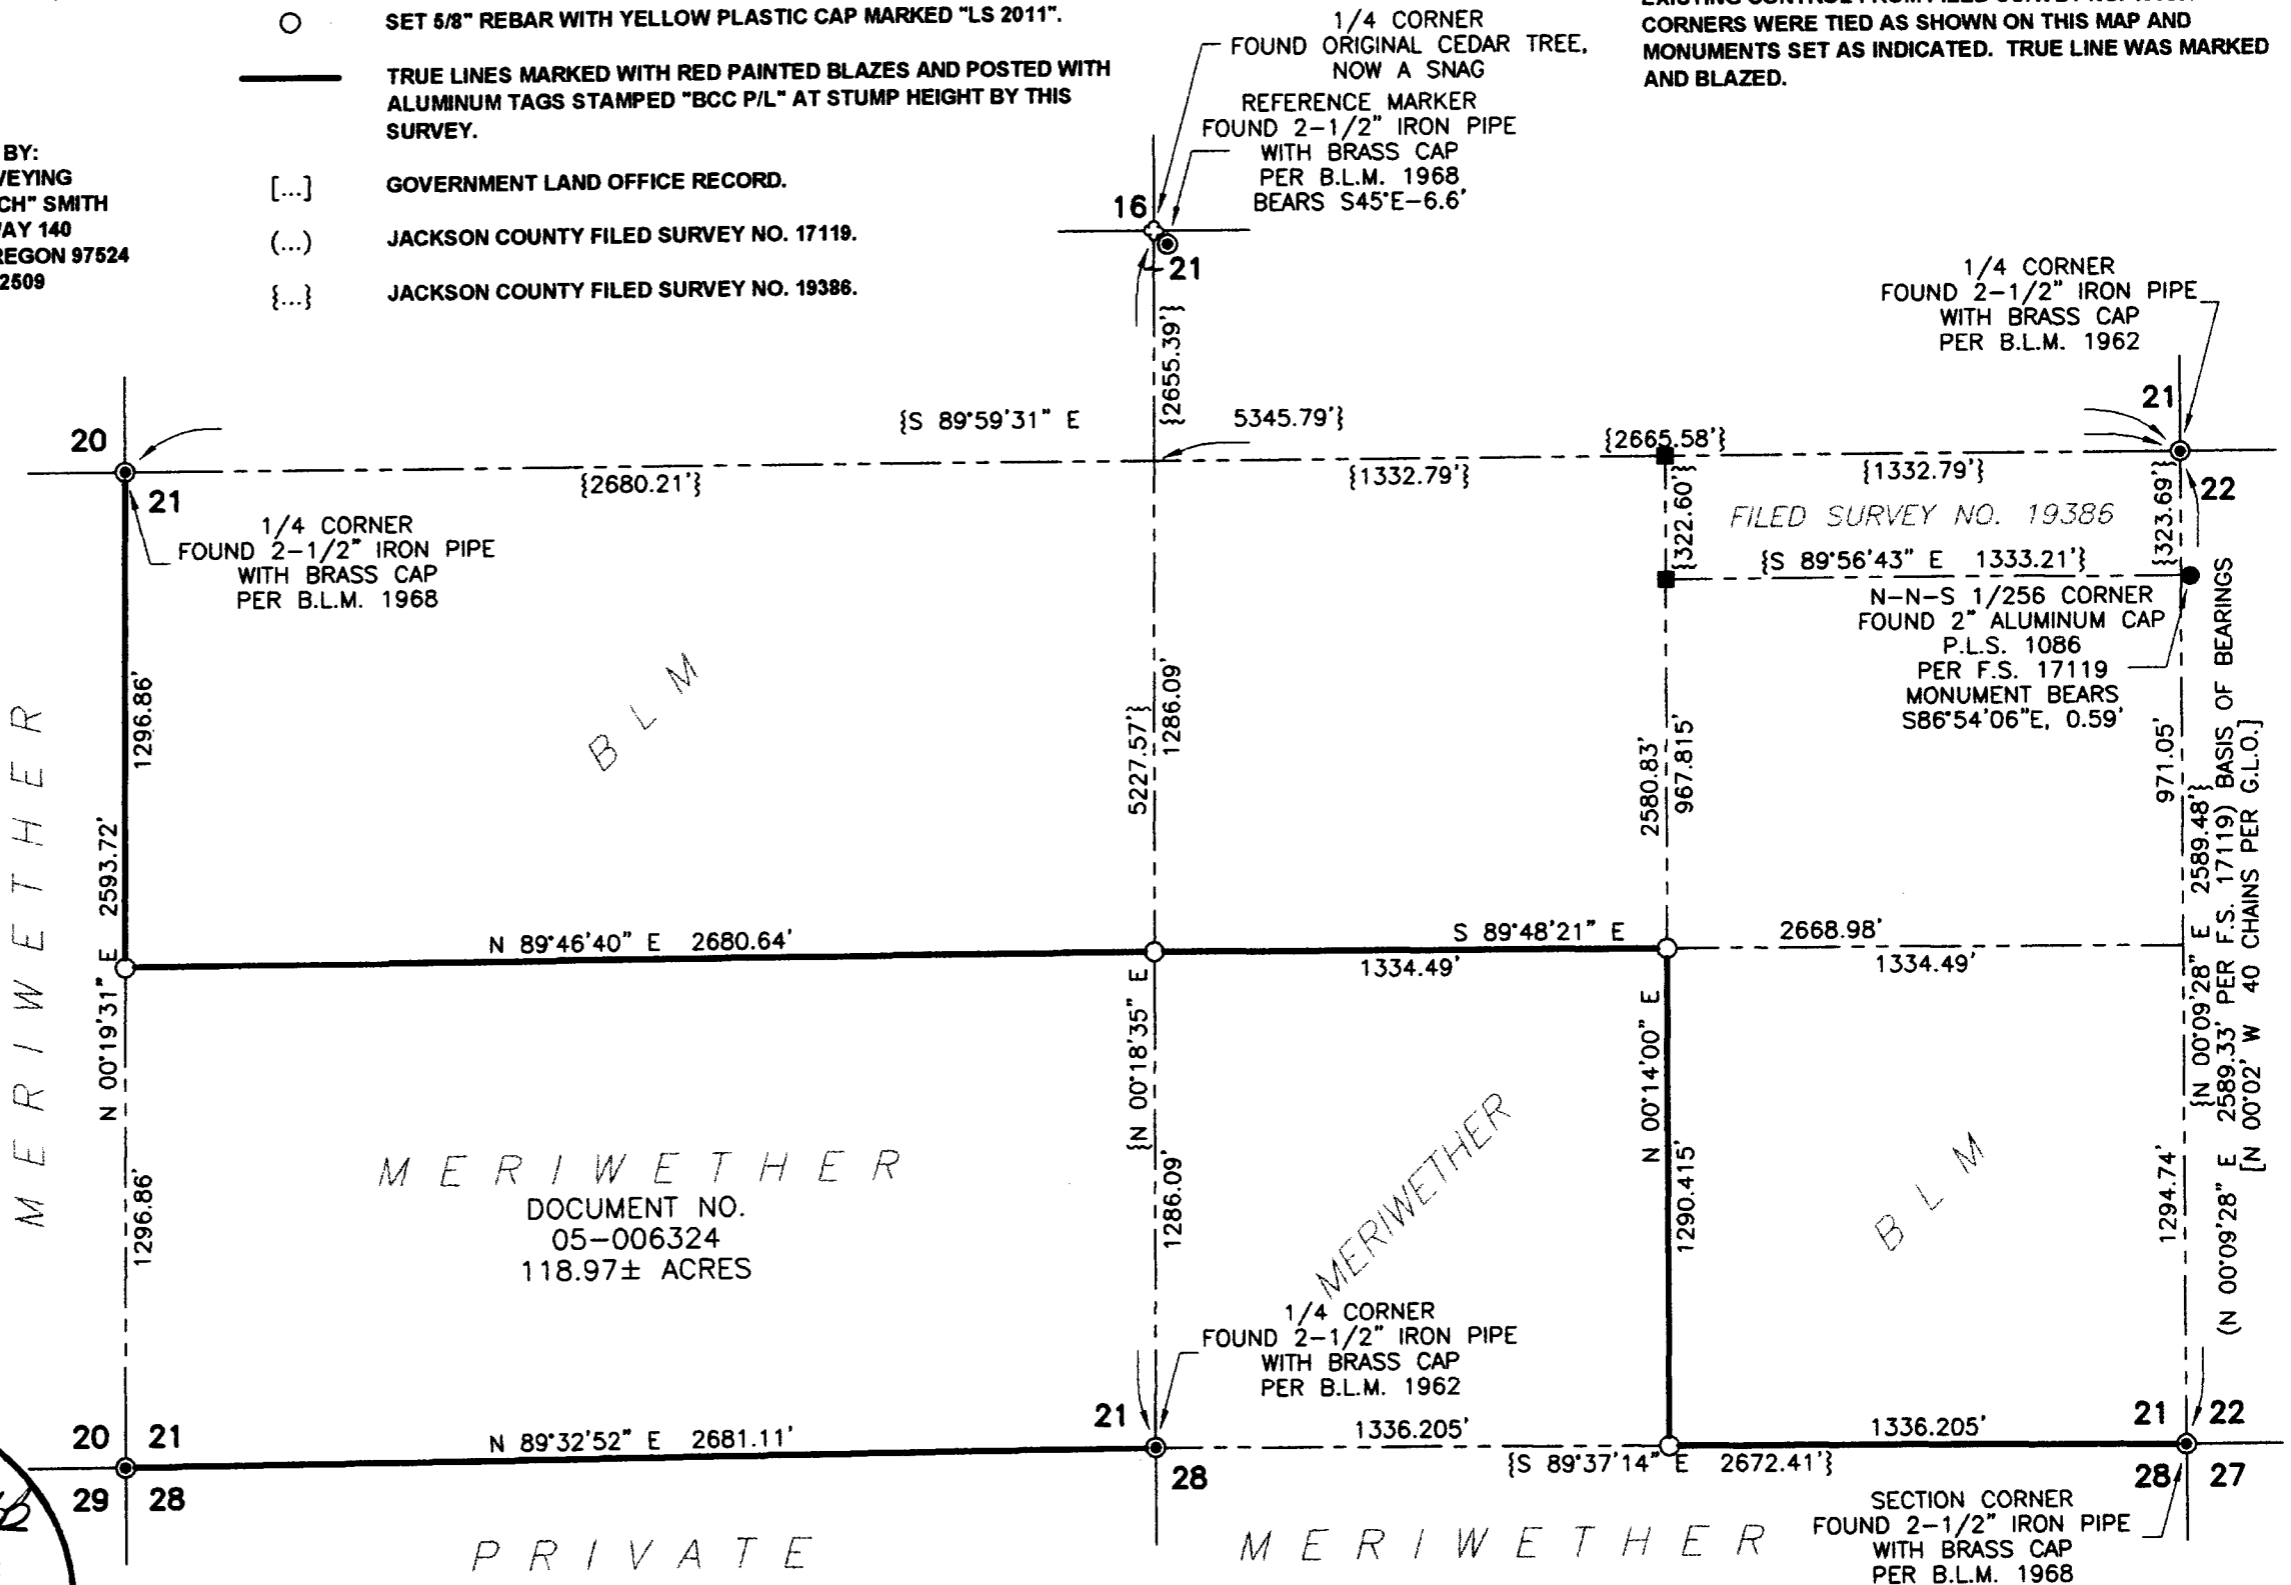 SET 5/8" REBAR WITH YELLOW PLASTIC CAP MARKED "LS 2011".
TRUE LINES MARKED WITH RED PAINTED BLAZES AND POSTED WITH
ALUMINUM TAGS STAMPED "BCC P/L" AT STUMP HEIGHT BY THIS
SURVEY.
[...] GOVERNMENT LAND OFFICE RECORD.
(...) JACKSON COUNTY FILED SURVEY NO. 17119.
{...} JACKSON COUNTY FILED SURVEY NO. 19386.
BY:
VEYING
CH" SMITH
WAY 140
REGON 97524
2509
1/4 CORNER
FOUND ORIGINAL CEDAR TREE,
NOW A SNAG
REFERENCE MARKER
FOUND 2-1/2" IRON PIPE
WITH BRASS CAP
PER B.L.M. 1968
BEARS S45°E-6.6'
CORNERS WERE TIED AS SHOWN ON THIS MAP AND
MONUMENTS SET AS INDICATED. TRUE LINE WAS MARKED
AND BLAZED.
16
21
{2655.39'}
1/4 CORNER
FOUND 2-1/2" IRON PIPE
WITH BRASS CAP
PER B.L.M. 1962
21
22
20
21
{S 89°59'31" E 5345.79'}
{2665.58'}
{2680.21'}
{1332.79'}
{1332.79'}
1/4 CORNER
FOUND 2-1/2" IRON PIPE
WITH BRASS CAP
PER B.L.M. 1968
{322.60'}
FILED SURVEY NO. 19386
{323.69'}
{S 89°56'43" E 1333.21'}
N-N-S 1/256 CORNER
FOUND 2" ALUMINUM CAP
P.L.S. 1086
PER F.S. 17119
MONUMENT BEARS
S86°54'06"E, 0.59'
MERIWETHER
BLM
1296.86'
N 00°19'31" E 2593.72'
1296.86'
{N 00°18'35" E 5227.57'}
1286.09'
1286.09'
N 00°14'00" E 2580.83'
967.815'
1290.415'
971.05'
1294.74'
{N 00°09'28" E 2589.48'}
(N 00°09'28" E 2589.33' PER F.S. 17119) BASIS OF BEARINGS
[N 00°02' W 40 CHAINS PER G.L.O.]
N 89°46'40" E 2680.64'
S 89°48'21" E 2668.98'
1334.49'
1334.49'
MERIWETHER
DOCUMENT NO.
05-006324
118.97± ACRES
MERIWETHER
BLM
1/4 CORNER
FOUND 2-1/2" IRON PIPE
WITH BRASS CAP
PER B.L.M. 1962
20 21
29 28
N 89°32'52" E 2681.11'
21
28
1336.205'
1336.205'
{S 89°37'14" E 2672.41'}
21 22
28 27
SECTION CORNER
FOUND 2-1/2" IRON PIPE
WITH BRASS CAP
PER B.L.M. 1968
PRIVATE
MERIWETHER